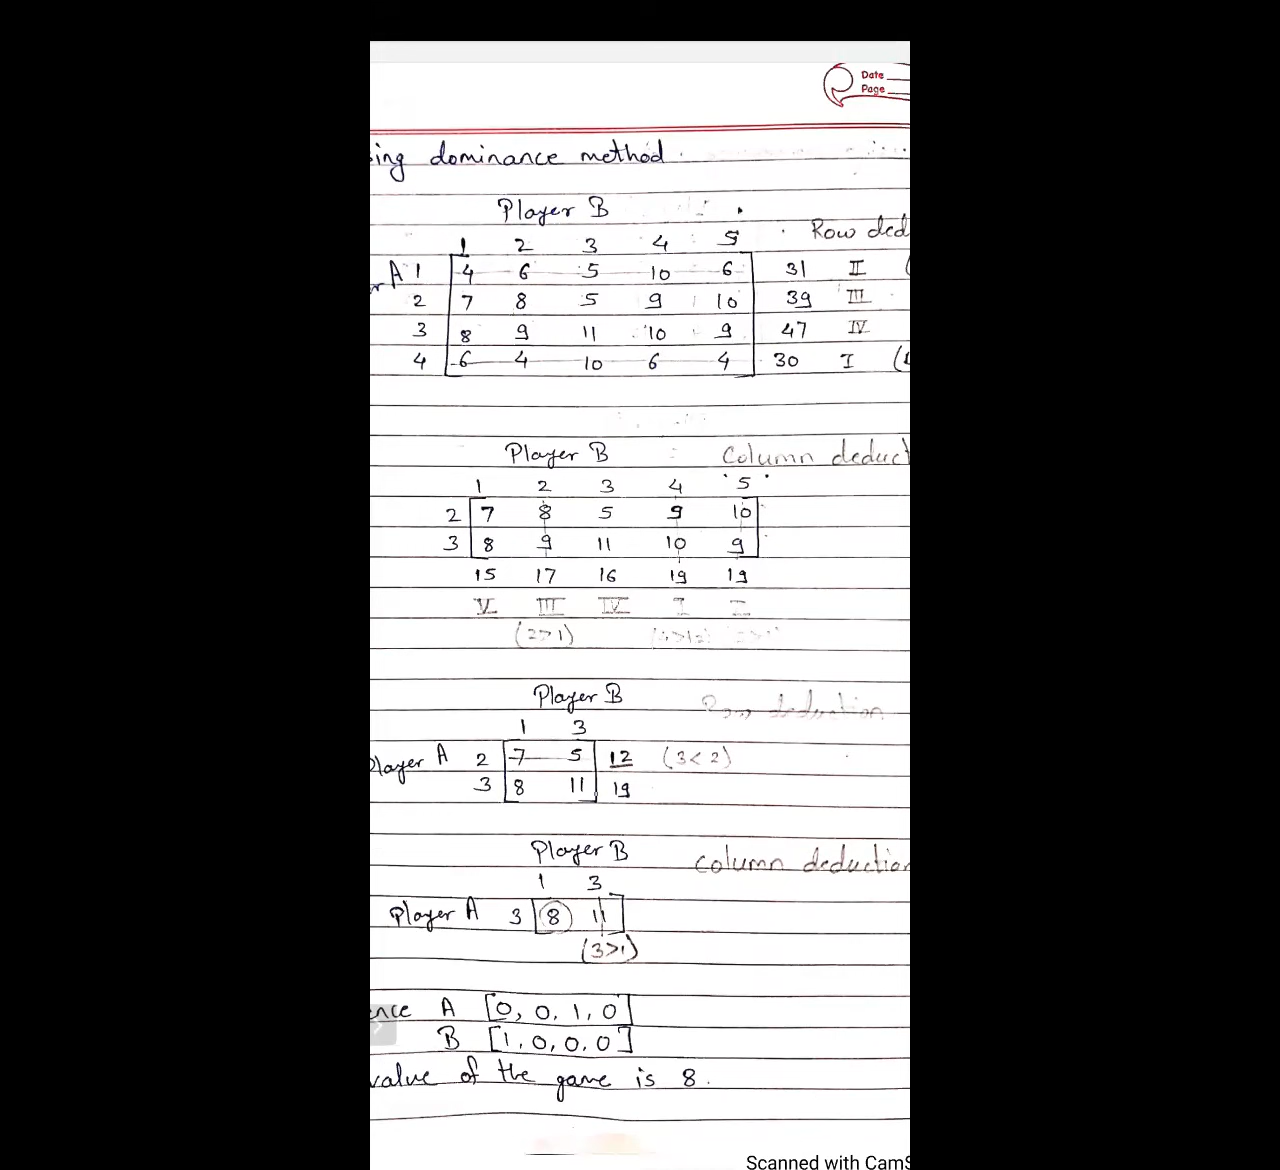 Date
Page
ing dominance method
Player B
Row ded
1 2 3 4 5
A 1 4 6 5 10 6 31 II (
2 7 8 5 9 10 39 III
3 8 9 11 10 9 47 IV
4 6 4 10 6 4 30 I (
Player B Column deduct
1 2 3 4 5
2 7 8 5 9 10
3 8 9 11 10 9
15 17 16 19 19
V III IV I II
(2>1)
Player B Row deduction
1 3
Player A 2 7 5 12 (3<2)
3 8 11 19
Player B Column deduction
1 3
Player A 3 8 11
(3>1)
ence A [0, 0, 1, 0]
B [1, 0, 0, 0]
value of the game is 8.
Scanned with CamS